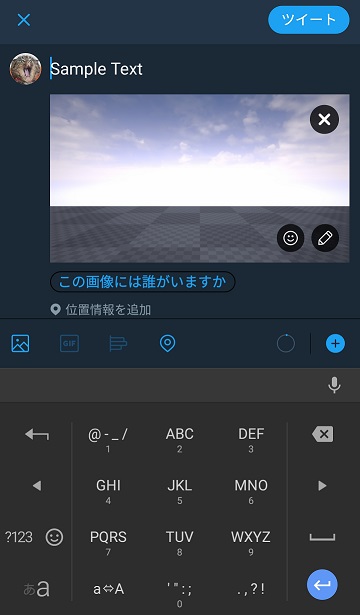 ツイート
Sample Text
この画像には誰がいますか
位置情報を追加
GIF
@-_/ ABC DEF
1 2 3
GHI JKL MNO
4 5 6
?123 PQRS TUV WXYZ
7 8 9
あa a⇔A '":; .,?!
0